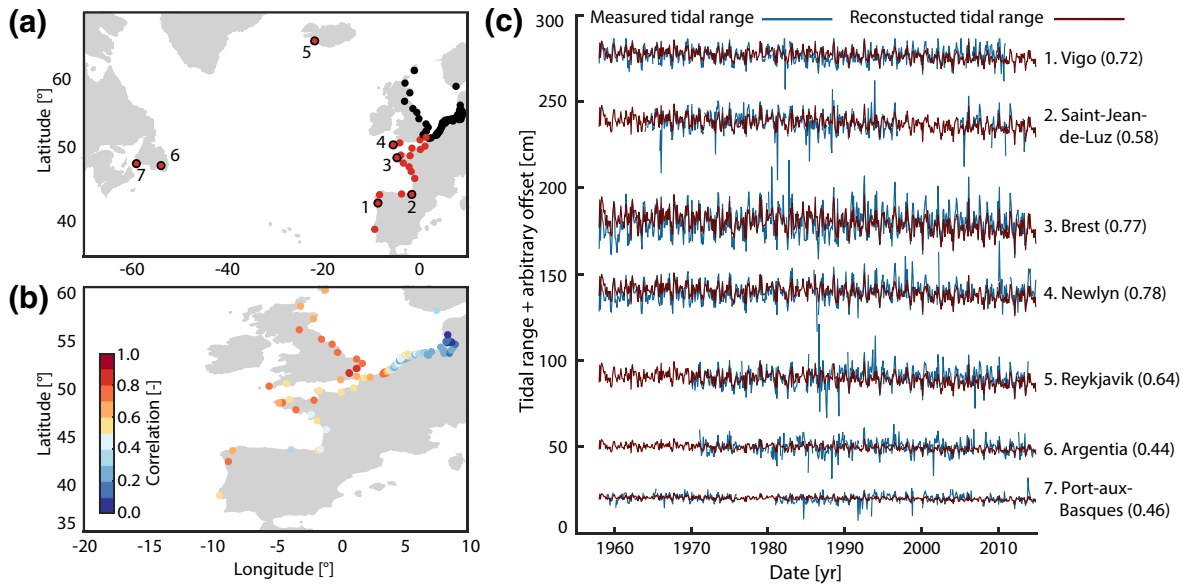 (a)
Latitude [°]
60
50
40
-60
-40
-20
0
5
4
3
6
7
1
2
(b)
Latitude [°]
60
55
50
45
40
35
-20
-15
-10
-5
0
5
10
Longitude [°]
Correlation [-]
1.0
0.8
0.6
0.4
0.2
0.0
(c)
Measured tidal range
Reconstucted tidal range
Tidal range + arbitrary offset [cm]
300
250
200
150
100
50
0
1960
1970
1980
1990
2000
2010
Date [yr]
1. Vigo (0.72)
2. Saint-Jean-
de-Luz (0.58)
3. Brest (0.77)
4. Newlyn (0.78)
5. Reykjavik (0.64)
6. Argentia (0.44)
7. Port-aux-
Basques (0.46)